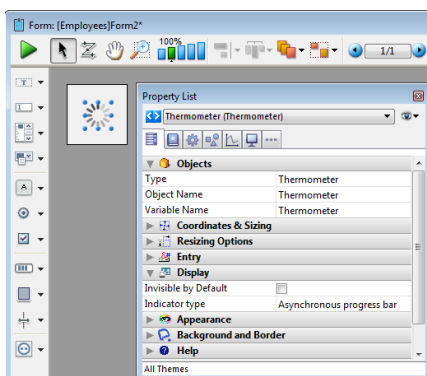 Form: [Employees]Form2*
100%
1/1
Property List
Thermometer (Thermometer)
Objects
Type Thermometer
Object Name Thermometer
Variable Name Thermometer
Coordinates & Sizing
Resizing Options
Entry
Display
Invisible by Default
Indicator type Asynchronous progress bar
Appearance
Background and Border
Help
All Themes